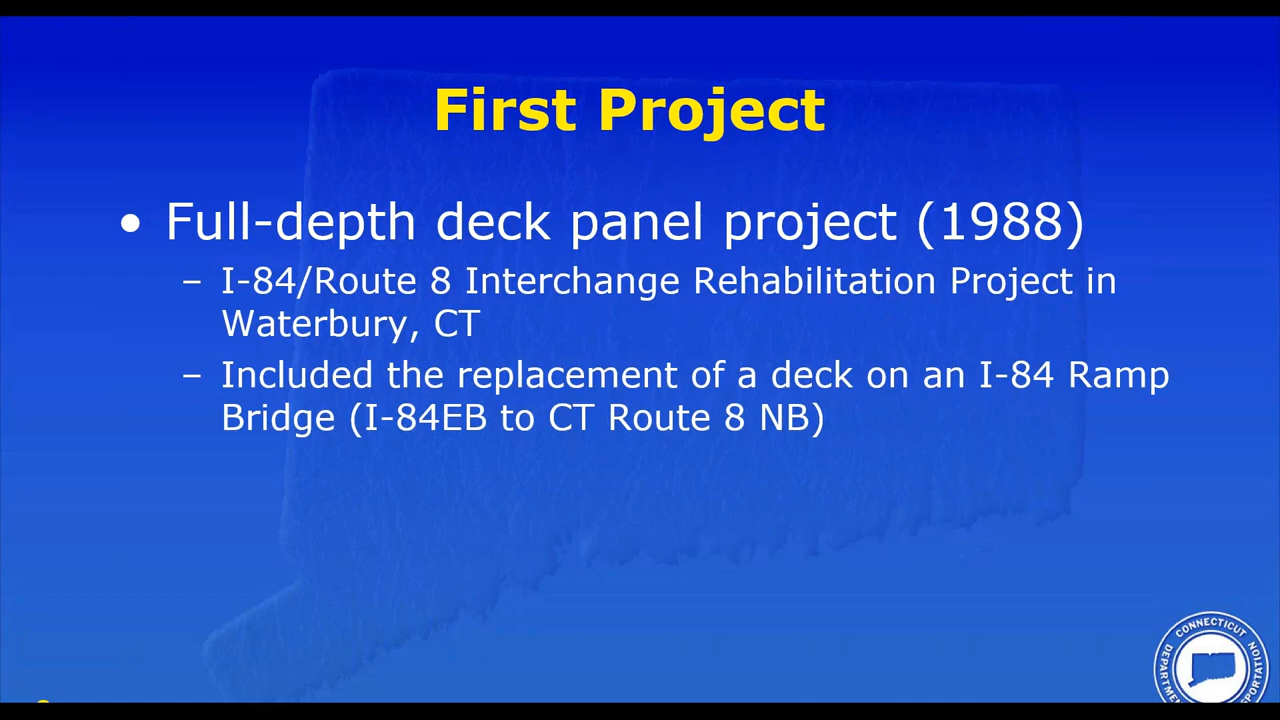 First Project
• Full-depth deck panel project (1988)
– I-84/Route 8 Interchange Rehabilitation Project in
Waterbury, CT
– Included the replacement of a deck on an I-84 Ramp
Bridge (I-84EB to CT Route 8 NB)
CONNECTICUT